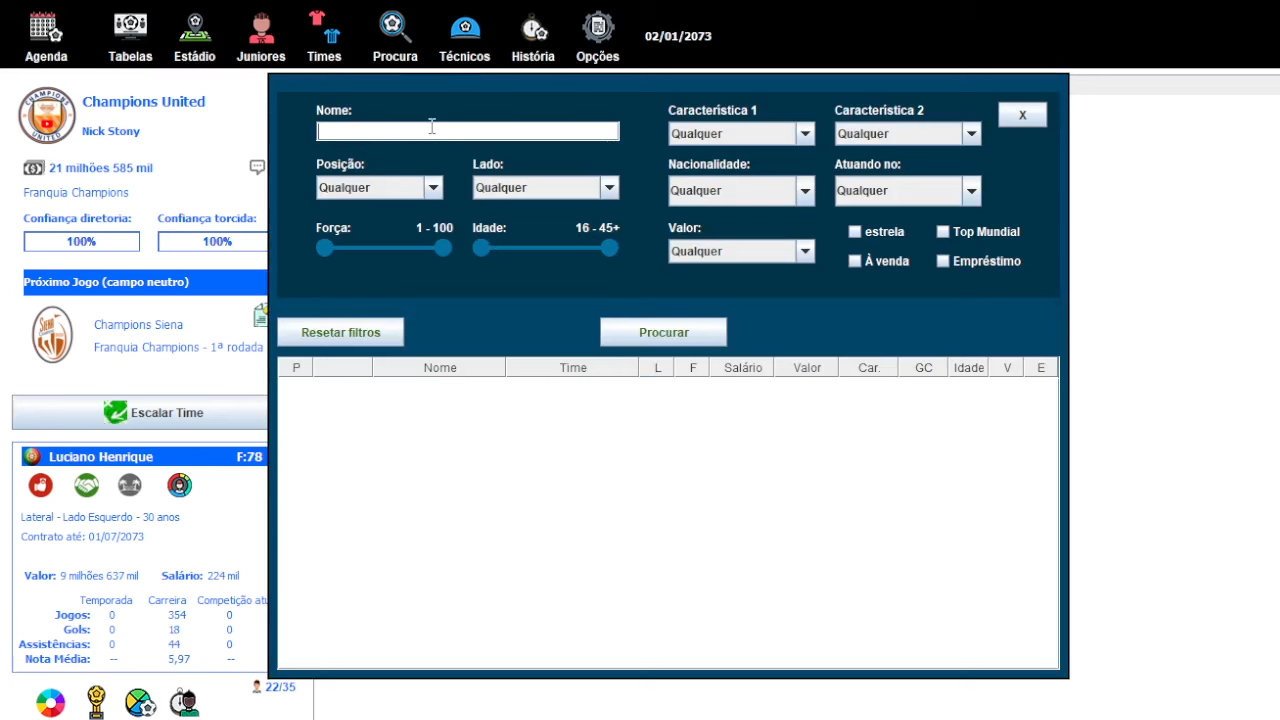 Agenda
Tabelas
Estádio
Juniores
Times
Procura
Técnicos
História
Opções
02/01/2073
Champions United
Nick Stony
21 milhões 585 mil
Franquia Champions
Confiança diretoria:
Confiança torcida:
100%
100%
Próximo Jogo (campo neutro)
Champions Siena
Franquia Champions - 1ª rodada
Escalar Time
Luciano Henrique F:78
Lateral - Lado Esquerdo - 30 anos
Contrato até: 01/07/2073
Valor: 9 milhões 637 mil Salário: 224 mil
Temporada Carreira Competição atu
Jogos: 0 354 0
Gols: 0 18 0
Assistências: 0 44 0
Nota Média: -- 5,97 --
22/35
Nome:
Característica 1
Característica 2
X
Qualquer
Qualquer
Posição:
Lado:
Nacionalidade:
Atuando no:
Qualquer
Qualquer
Qualquer
Qualquer
Força: 1 - 100
Idade: 16 - 45+
Valor:
estrela
Top Mundial
Qualquer
À venda
Empréstimo
Resetar filtros
Procurar
P Nome Time L F Salário Valor Car. GC Idade V E